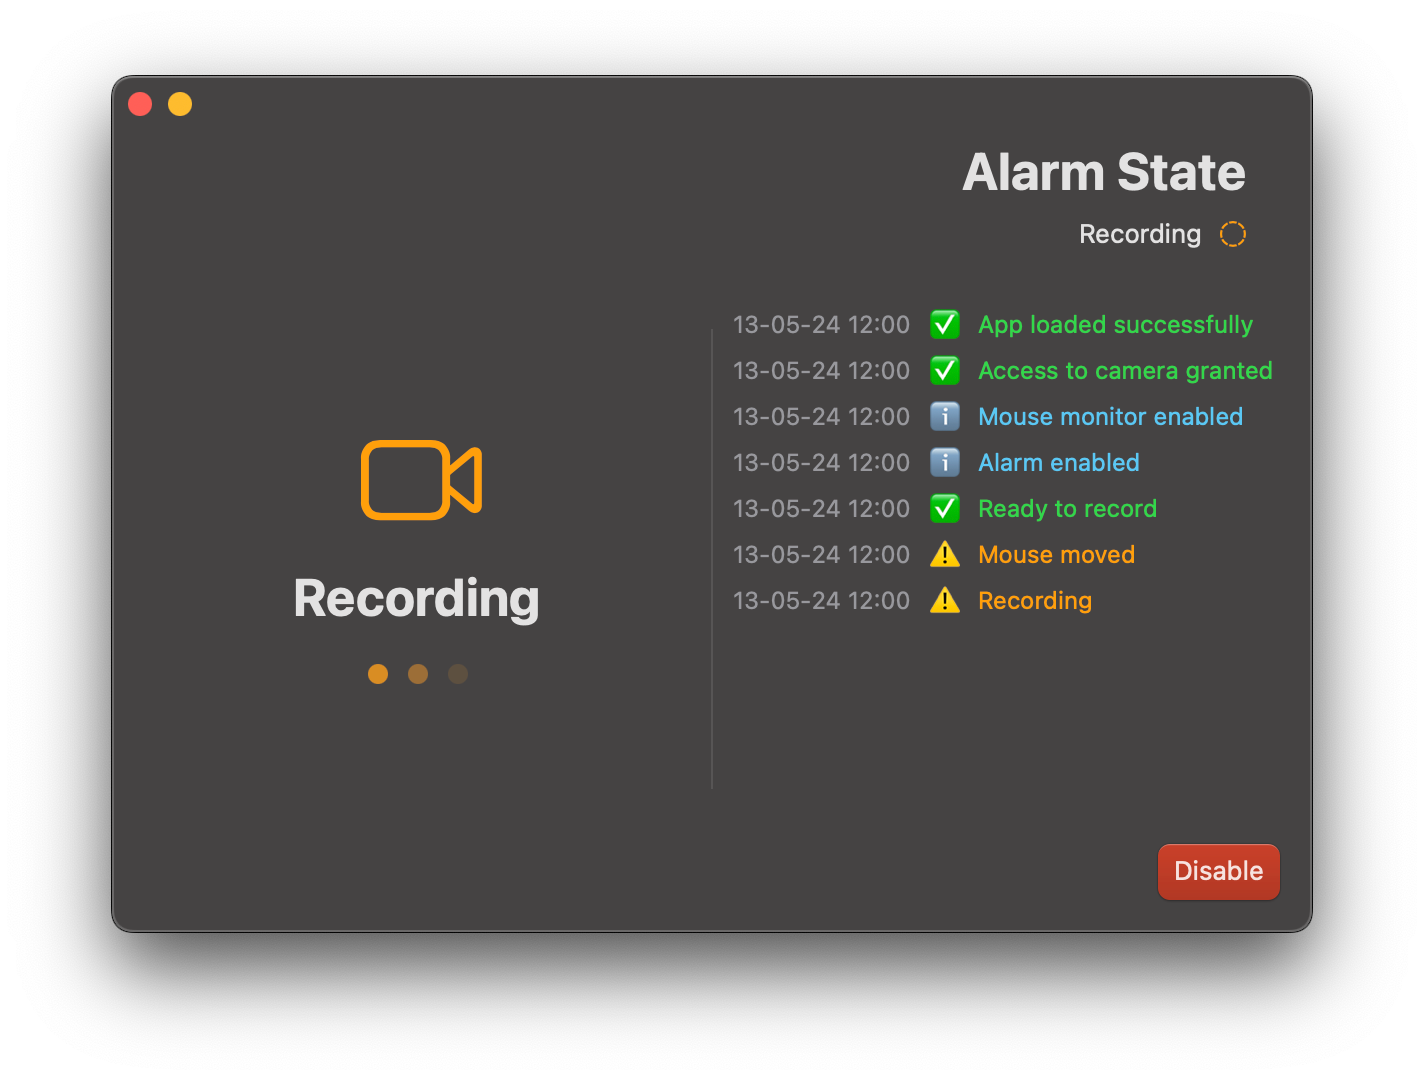 Alarm State
Recording
13-05-24 12:00 ✅ App loaded successfully
13-05-24 12:00 ✅ Access to camera granted
13-05-24 12:00 ℹ️ Mouse monitor enabled
13-05-24 12:00 ℹ️ Alarm enabled
13-05-24 12:00 ✅ Ready to record
13-05-24 12:00 ⚠️ Mouse moved
13-05-24 12:00 ⚠️ Recording
Recording
Disable